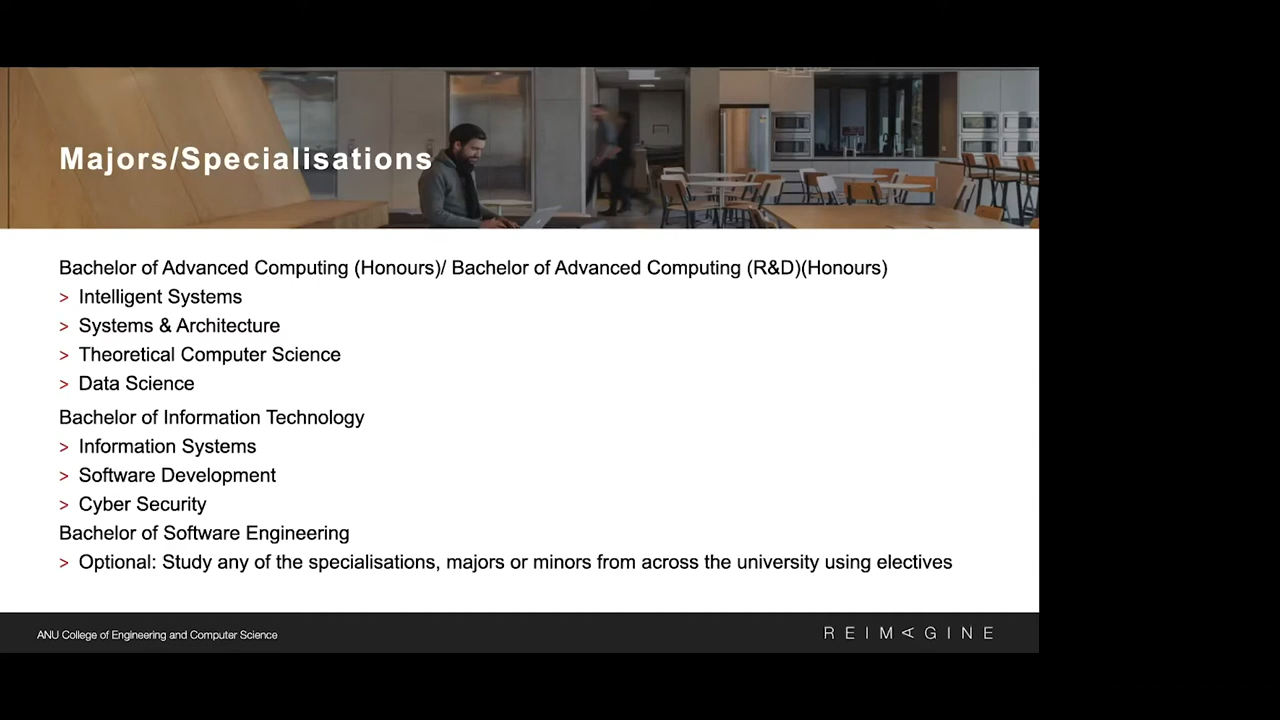 Majors/Specialisations
Bachelor of Advanced Computing (Honours)/ Bachelor of Advanced Computing (R&D)(Honours)
> Intelligent Systems
> Systems & Architecture
> Theoretical Computer Science
> Data Science
Bachelor of Information Technology
> Information Systems
> Software Development
> Cyber Security
Bachelor of Software Engineering
> Optional: Study any of the specialisations, majors or minors from across the university using electives
ANU College of Engineering and Computer Science
REIMAGINE